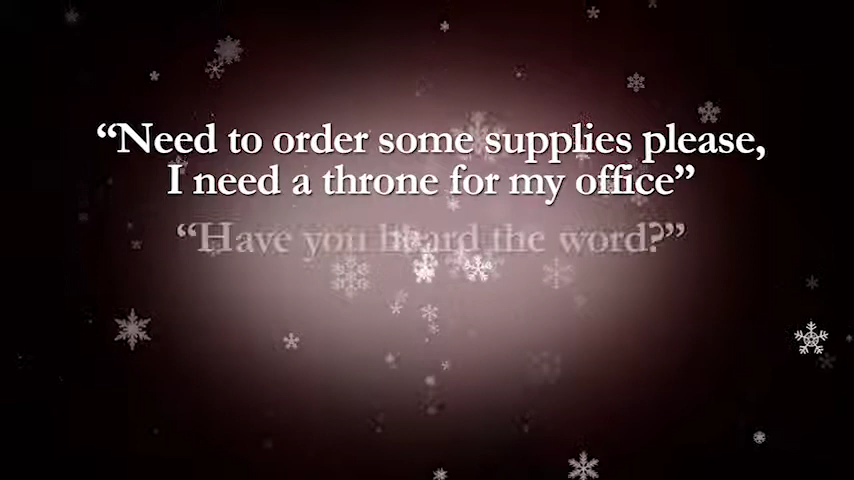 “Need to order some supplies please,
I need a throne for my office”
“Have you heard the word?”